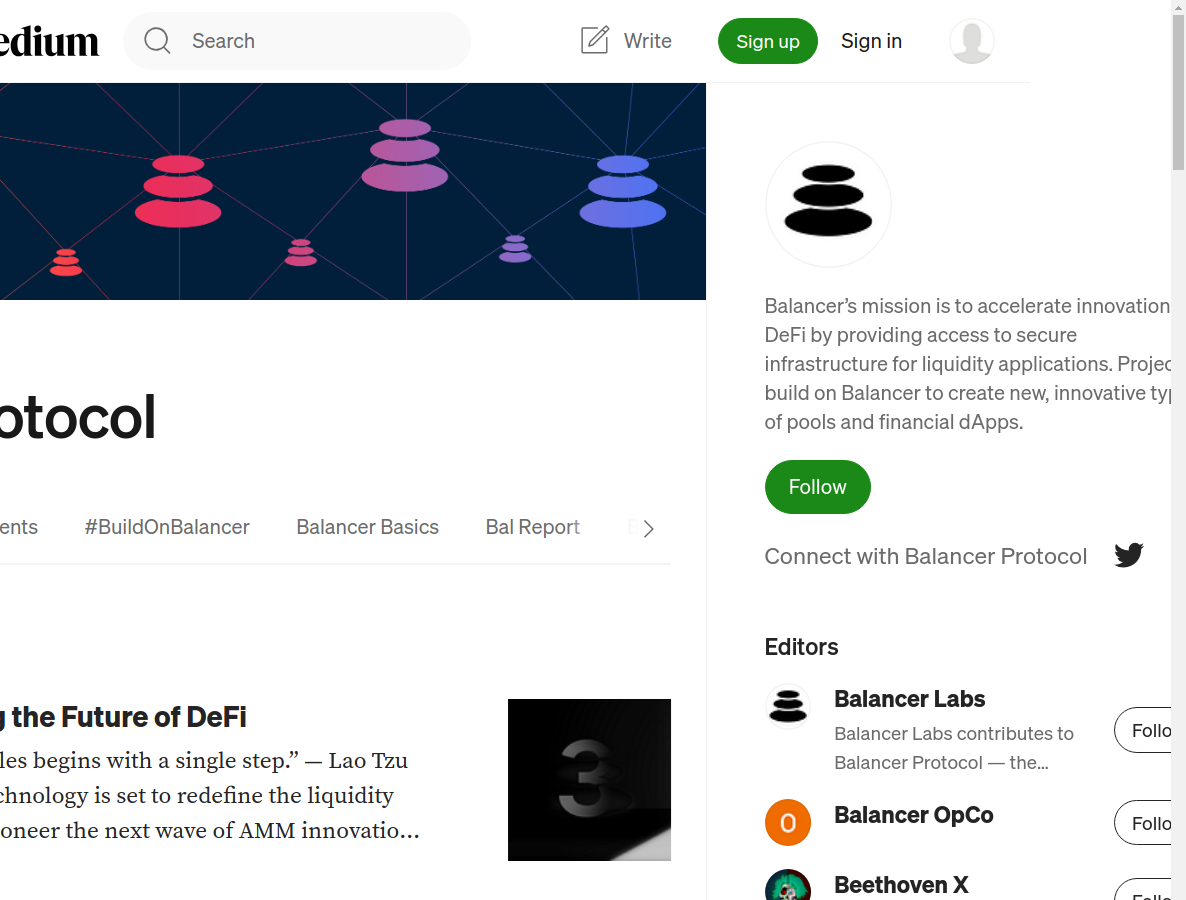 edium
Search
Write
Sign up
Sign in
otocol
ents
#BuildOnBalancer
Balancer Basics
Bal Report
g the Future of DeFi
les begins with a single step.” — Lao Tzu
chnology is set to redefine the liquidity
oneer the next wave of AMM innovatio…
3
Balancer’s mission is to accelerate innovation
DeFi by providing access to secure
infrastructure for liquidity applications. Projec
build on Balancer to create new, innovative typ
of pools and financial dApps.
Follow
Connect with Balancer Protocol
Editors
Balancer Labs
Balancer Labs contributes to
Balancer Protocol — the…
Follo
O
Balancer OpCo
Follo
Beethoven X